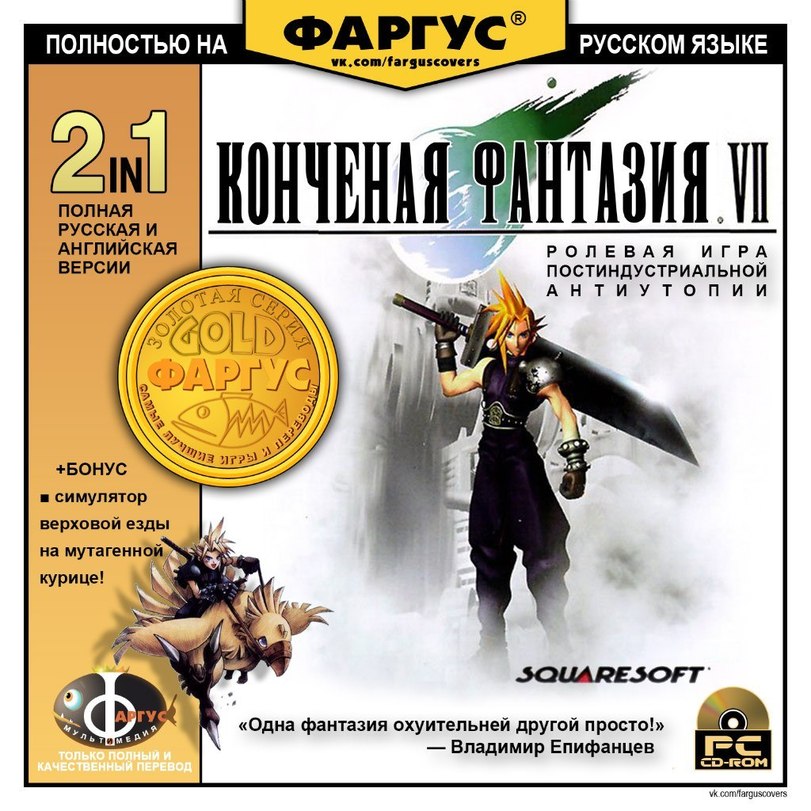 ПОЛНОСТЬЮ НА
ФАРГУС®
vk.com/farguscovers
РУССКОМ ЯЗЫКЕ
2IN1
ПОЛНАЯ
РУССКАЯ И
АНГЛИЙСКАЯ
ВЕРСИИ
КОНЧЕНАЯ ФАНТАЗИЯ.VII
РОЛЕВАЯ ИГРА
ПОСТИНДУСТРИАЛЬНОЙ
АНТИУТОПИИ
ЗОЛОТАЯ СЕРИЯ
GOLD
ФАРГУС
САМЫЕ ЛУЧШИЕ ИГРЫ И ПЕРЕВОДЫ
+БОНУС
■ симулятор
верховой езды
на мутагенной
курице!
SQUARESOFT
Фаргус
МУЛЬТИМЕДИЯ
ТОЛЬКО ПОЛНЫЙ И
КАЧЕСТВЕННЫЙ ПЕРЕВОД
«Одна фантазия охуительней другой просто!»
— Владимир Епифанцев
PC
CD-ROM
vk.com/farguscovers